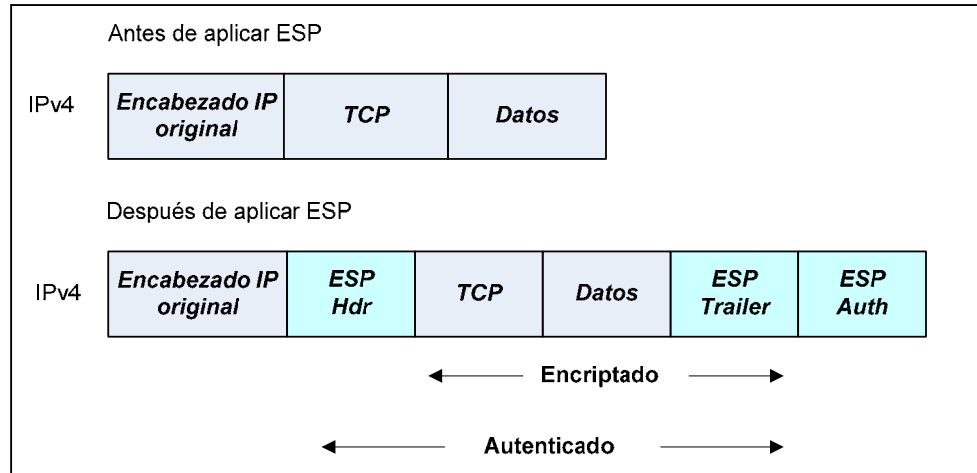 Antes de aplicar ESP
IPv4
Encabezado IP
original
TCP
Datos
Después de aplicar ESP
IPv4
Encabezado IP
original
ESP
Hdr
TCP
Datos
ESP
Trailer
ESP
Auth
Encriptado
Autenticado